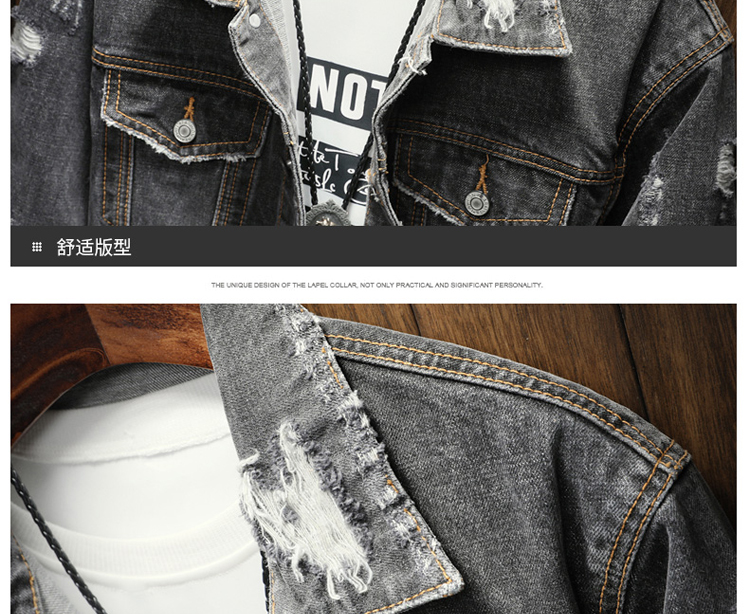 NOT
舒适版型
THE UNIQUE DESIGN OF THE LAPEL COLLAR, NOT ONLY PRACTICAL AND SIGNIFICANT PERSONALITY.